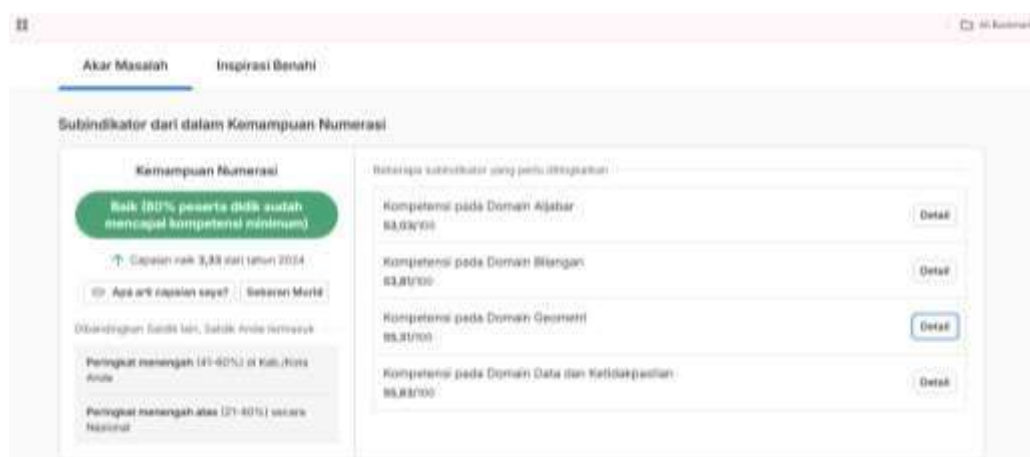 Akar Masalah
Inspirasi Benahi
Subindikator dari dalam Kemampuan Numerasi
Kemampuan Numerasi
Baik (80% peserta didik sudah
mencapai kompetensi minimum)
Capaian naik 3,33 dari tahun 2024
Apa arti capaian saya?
Sebaran Murid
Dibandingkan Satdik lain, Satdik Anda termasuk
Peringkat menengah (41-60%) di Kab./Kota
Anda
Peringkat menengah atas (21-40%) secara
Nasional
Beberapa subindikator yang perlu ditingkatkan
Kompetensi pada Domain Aljabar
Detail
Kompetensi pada Domain Bilangan
Detail
Kompetensi pada Domain Geometri
Detail
Kompetensi pada Domain Data dan Ketidakpastian
Detail